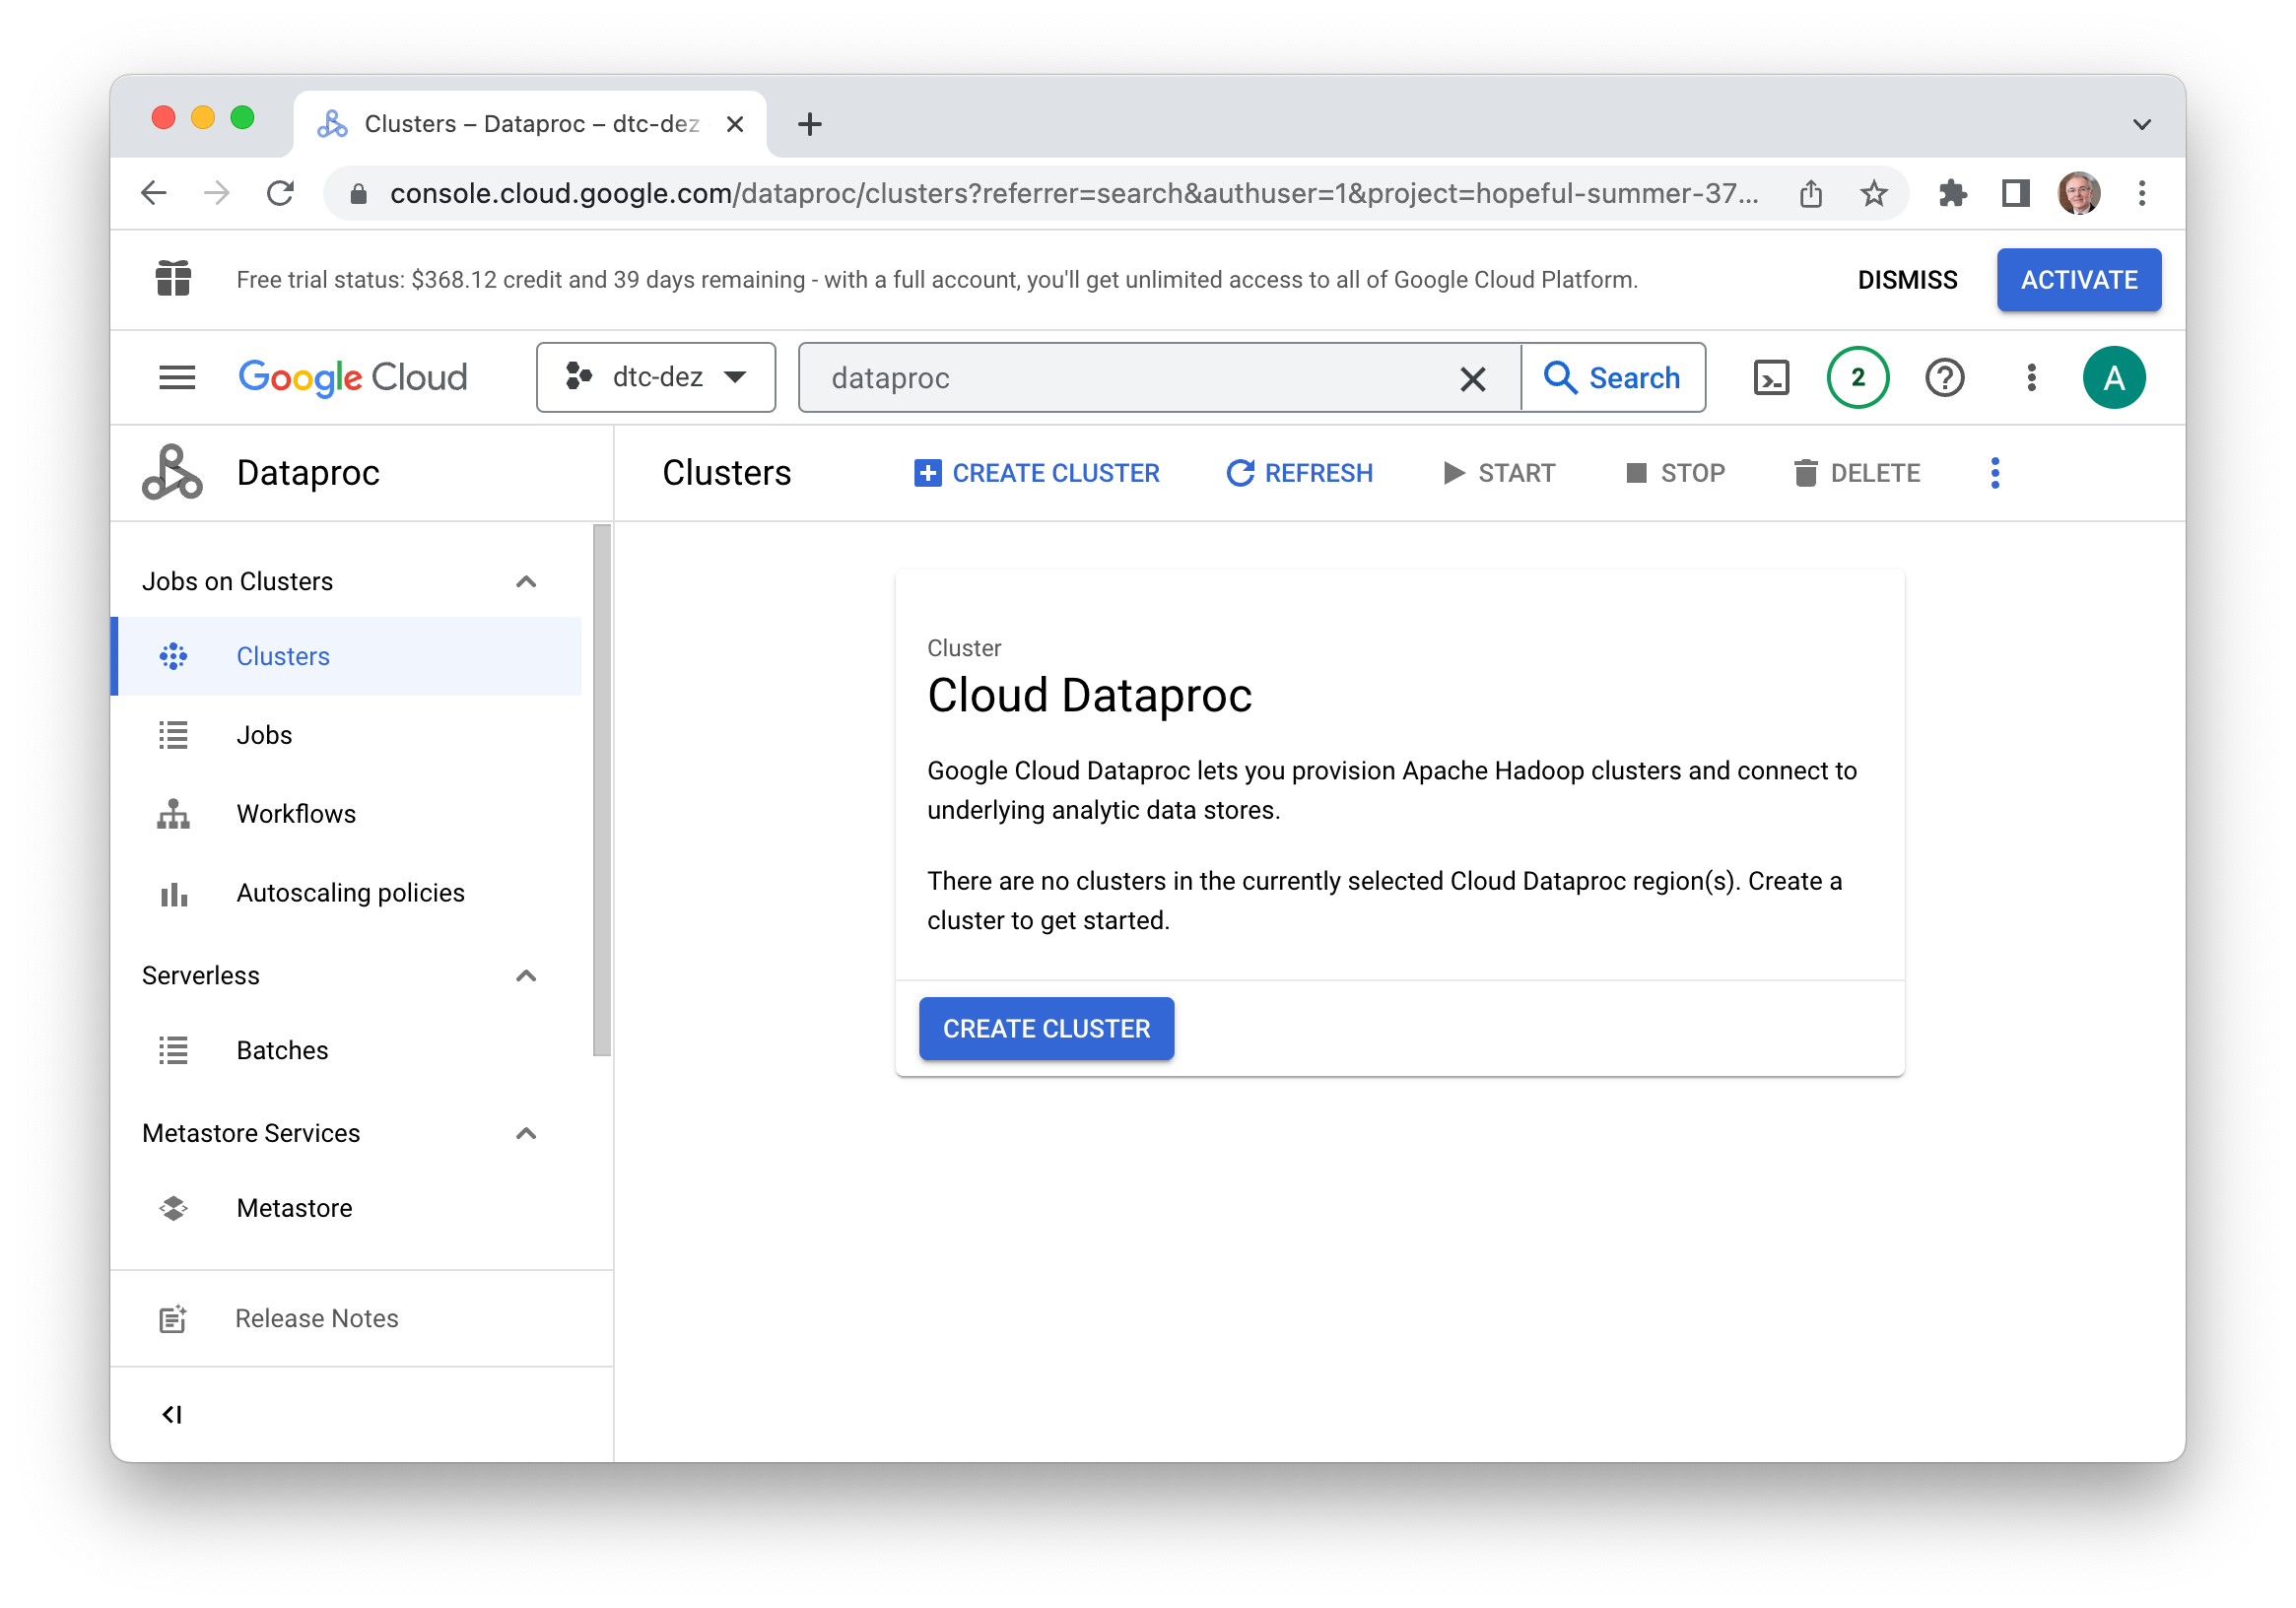 Clusters – Dataproc – dtc-dez
console.cloud.google.com/dataproc/clusters?referrer=search&authuser=1&project=hopeful-summer-37...
Free trial status: $368.12 credit and 39 days remaining - with a full account, you'll get unlimited access to all of Google Cloud Platform.
DISMISS
ACTIVATE
Google Cloud
dtc-dez
dataproc
Search
2
A
Dataproc
Clusters
CREATE CLUSTER
REFRESH
START
STOP
DELETE
Jobs on Clusters
Clusters
Jobs
Workflows
Autoscaling policies
Serverless
Batches
Metastore Services
Metastore
Release Notes
Cluster
Cloud Dataproc
Google Cloud Dataproc lets you provision Apache Hadoop clusters and connect to
underlying analytic data stores.
There are no clusters in the currently selected Cloud Dataproc region(s). Create a
cluster to get started.
CREATE CLUSTER